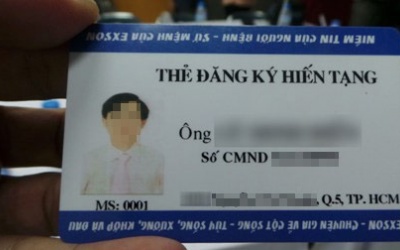 NIỀM TIN CỦA NGƯỜI BỆNH - SỨ MỆNH CỦA EXSON
THẺ ĐĂNG KÝ HIẾN TẠNG
Ông
Số CMND
MS: 0001
, Q.5, TP. HCM
EXSON - CHUYÊN GIA VỀ CỘT SỐNG - TỦY SỐNG, XƯƠNG, KHỚP VÀ ĐAU